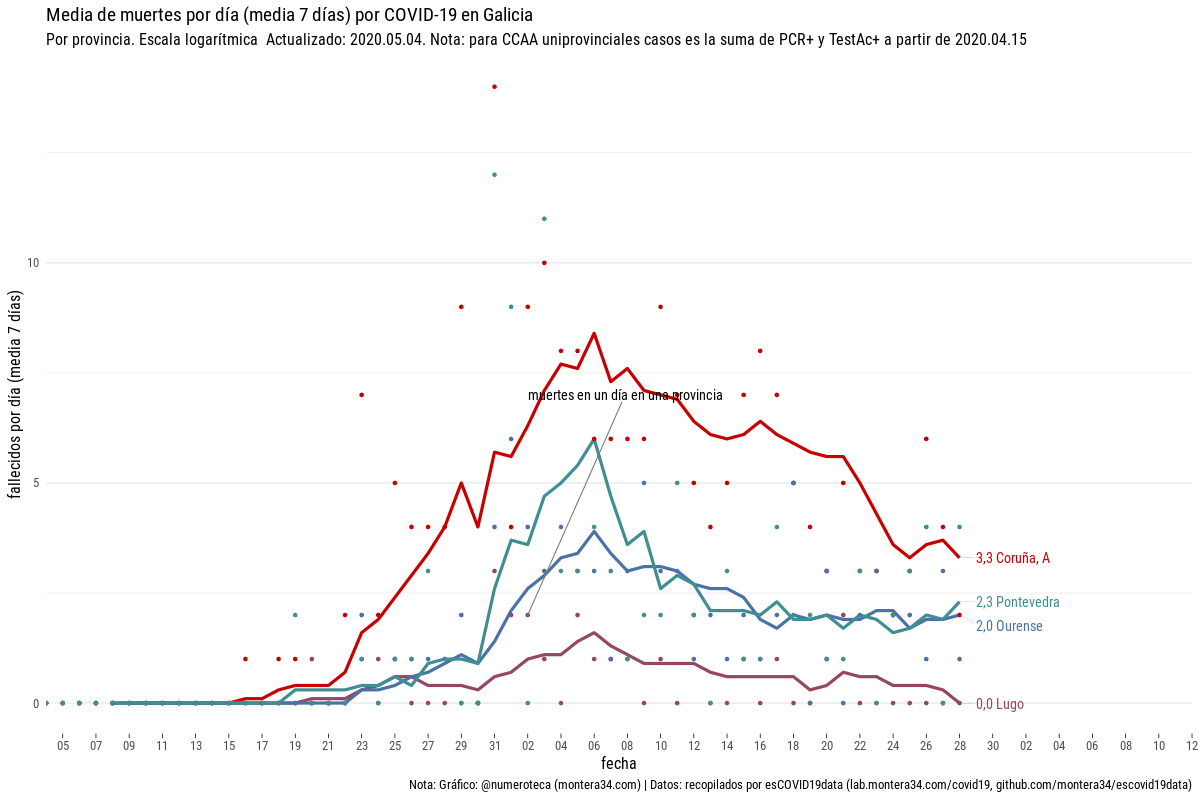 Media de muertes por día (media 7 días) por COVID-19 en Galicia
Por provincia. Escala logarítmica  Actualizado: 2020.05.04. Nota: para CCAA uniprovinciales casos es la suma de PCR+ y TestAc+ a partir de 2020.04.15
fallecidos por día (media 7 días)
10
5
0
muertes en un día en una provincia
3,3 Coruña, A
2,3 Pontevedra
2,0 Ourense
0,0 Lugo
05 07 09 11 13 15 17 19 21 23 25 27 29 31 02 04 06 08 10 12 14 16 18 20 22 24 26 28 30 02 04 06 08 10 12
fecha
Nota: Gráfico: @numeroteca (montera34.com) | Datos: recopilados por esCOVID19data (lab.montera34.com/covid19, github.com/montera34/escovid19data)